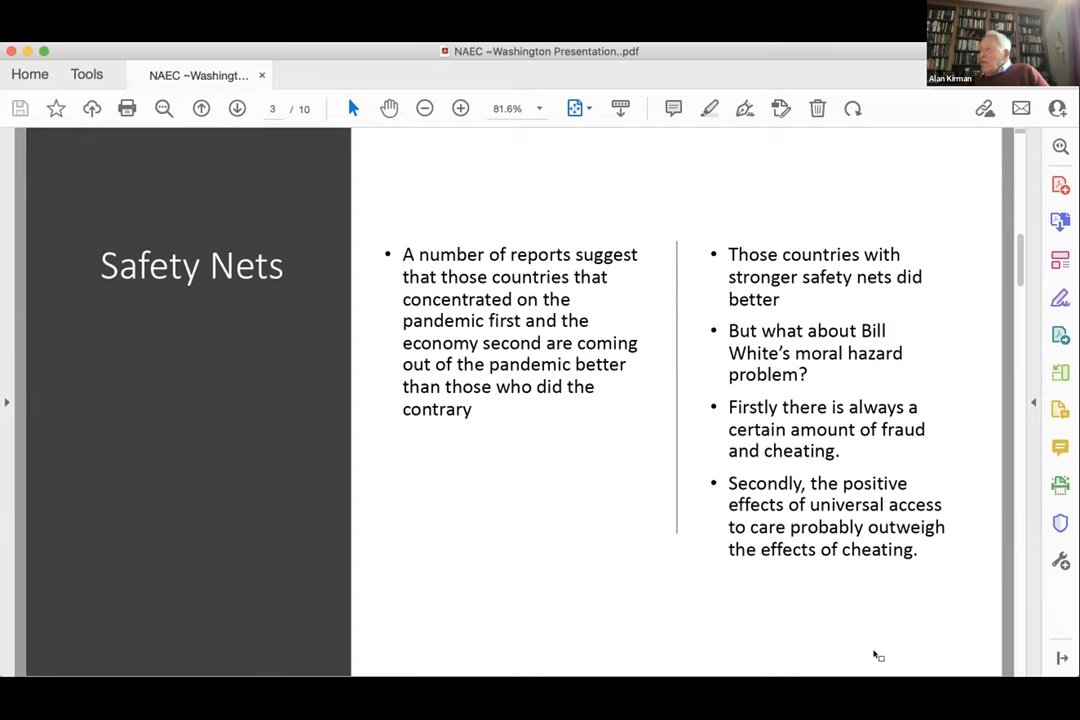 NAEC ~Washington Presentation..pdf
Alan Kirman
Home
Tools
NAEC ~Washingt...
3 / 10
81.6%
Safety Nets
• A number of reports suggest
that those countries that
concentrated on the
pandemic first and the
economy second are coming
out of the pandemic better
than those who did the
contrary
• Those countries with
stronger safety nets did
better
• But what about Bill
White’s moral hazard
problem?
• Firstly there is always a
certain amount of fraud
and cheating.
• Secondly, the positive
effects of universal access
to care probably outweigh
the effects of cheating.